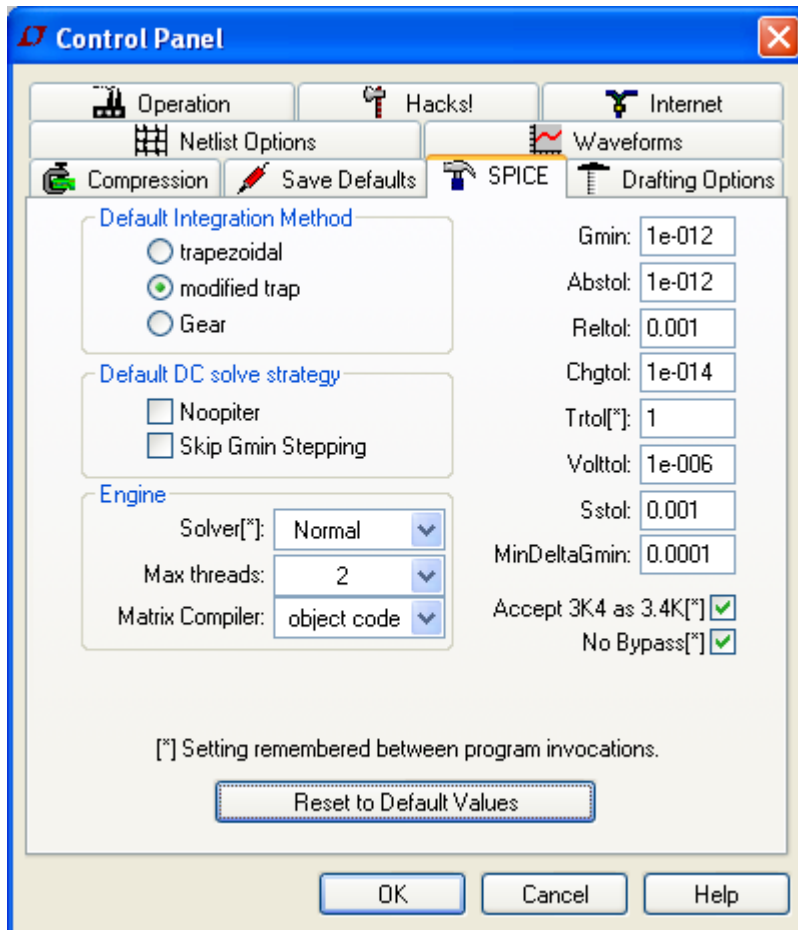 Control Panel
Operation
Hacks!
Internet
Netlist Options
Waveforms
Compression
Save Defaults
SPICE
Drafting Options
Default Integration Method
trapezoidal
modified trap
Gear
Default DC solve strategy
Noopiter
Skip Gmin Stepping
Engine
Solver[*]: Normal
Max threads: 2
Matrix Compiler: object code
Gmin: 1e-012
Abstol: 1e-012
Reltol: 0.001
Chgtol: 1e-014
Trtol[*]: 1
Volttol: 1e-006
Sstol: 0.001
MinDeltaGmin: 0.0001
Accept 3K4 as 3.4K[*]
No Bypass[*]
[*] Setting remembered between program invocations.
Reset to Default Values
OK
Cancel
Help